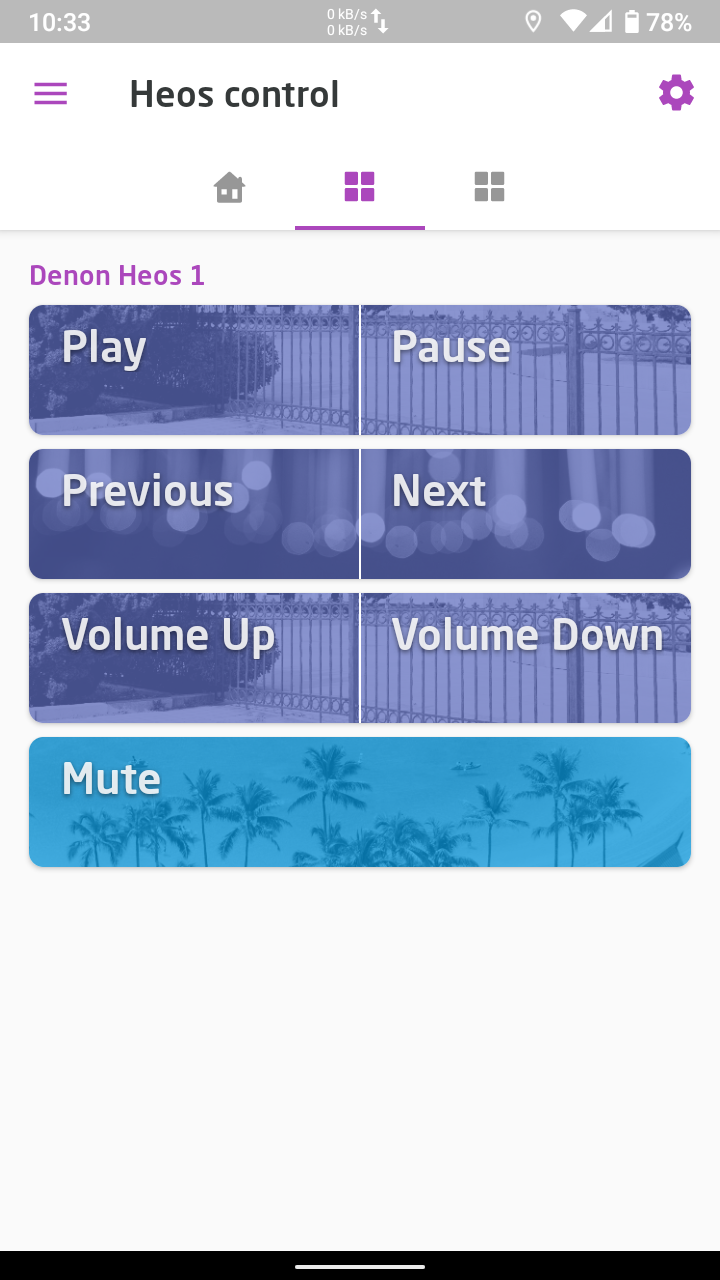 10:33
0 kB/s
0 kB/s
78%
Heos control
Denon Heos 1
Play
Pause
Previous
Next
Volume Up
Volume Down
Mute